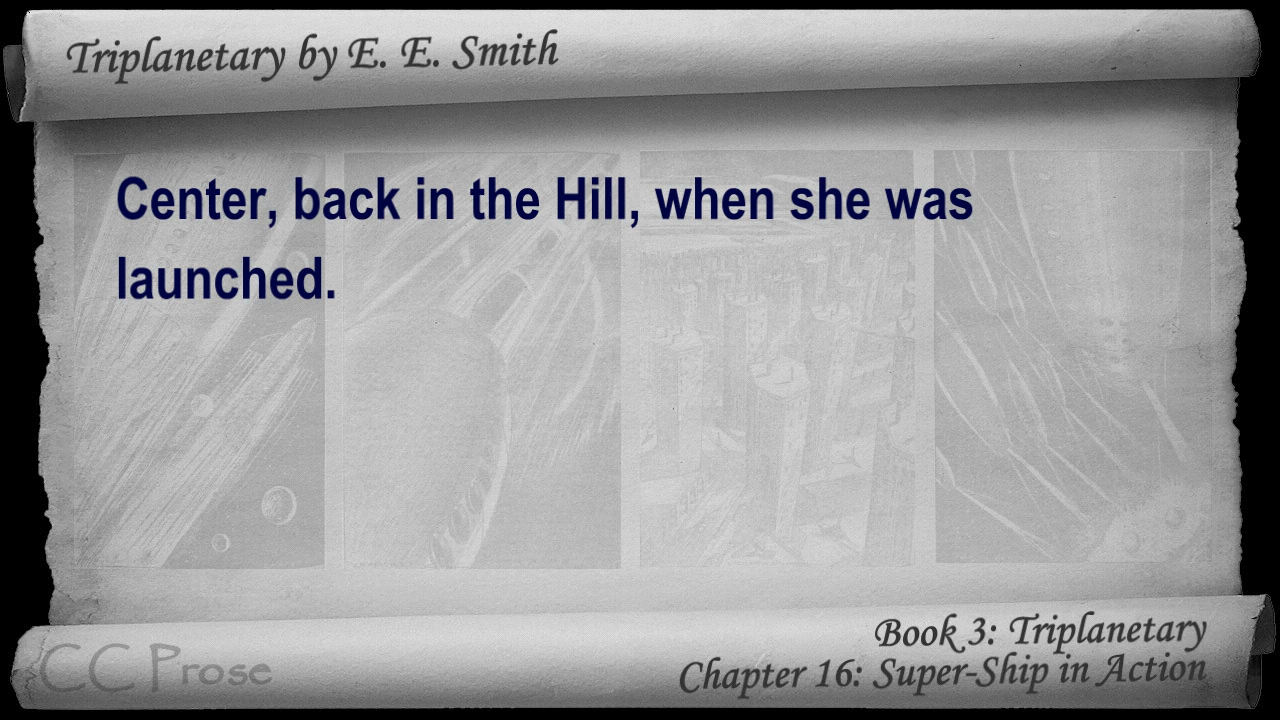 Triplanetary by E. E. Smith
Center, back in the Hill, when she was
launched.
CC Prose
Book 3: Triplanetary
Chapter 16: Super-Ship in Action